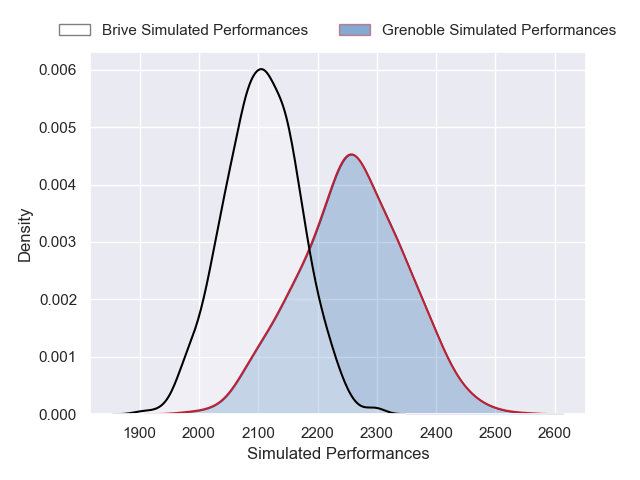 Brive Simulated Performances Grenoble Simulated Performances
0.006
0.005
0.004
0.003
0.002
0.001
0.000
Density
1900 2000 2100 2200 2300 2400 2500 2600
Simulated Performances